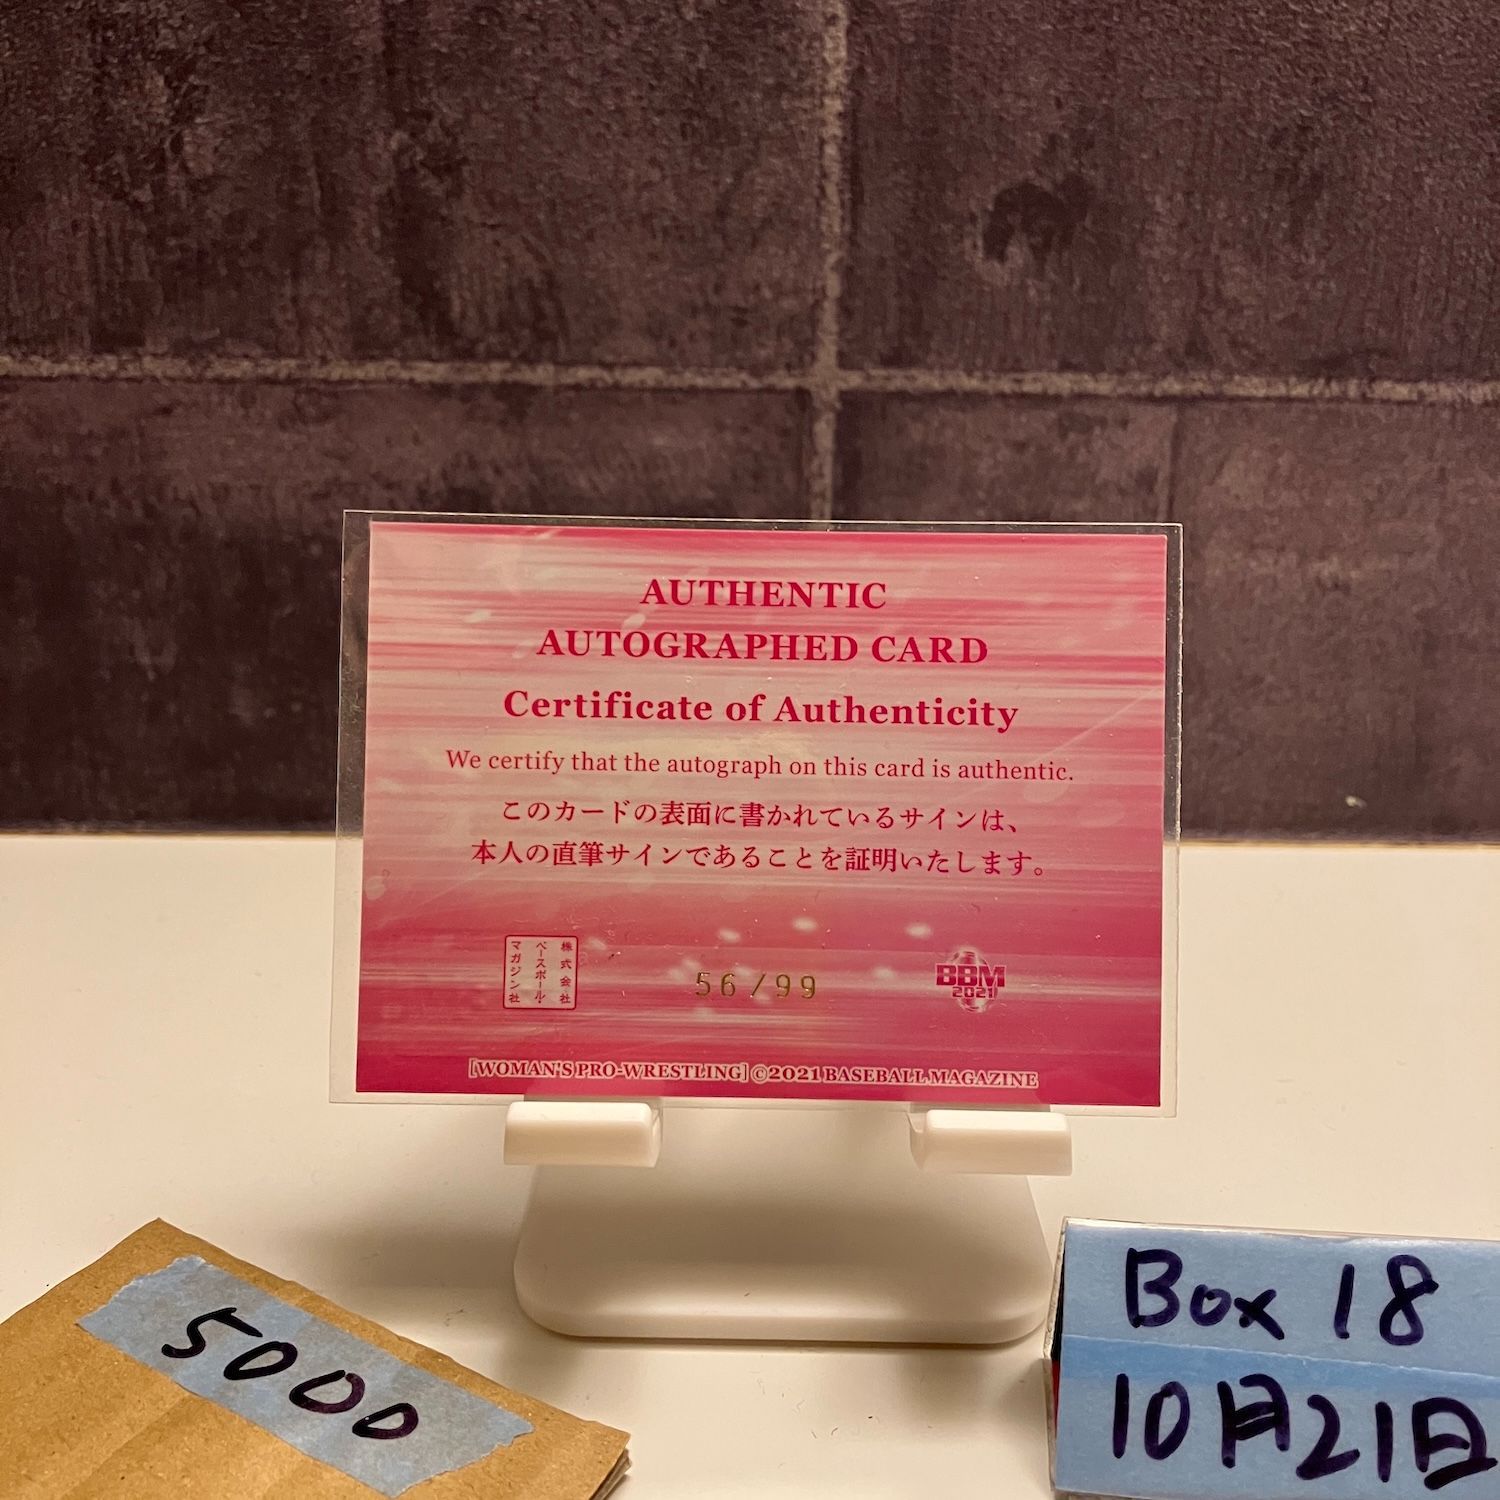 AUTHENTIC
AUTOGRAPHED CARD
Certificate of Authenticity
We certify that the autograph on this card is authentic.
このカードの表面に書かれているサインは、
本人の直筆サインであることを証明いたします。
株式会社
ベースボール・
マガジン社
56/99
BBM
2021
[WOMAN'S PRO-WRESTLING] ©2021 BASEBALL MAGAZINE
5000
Box 18
10月21日